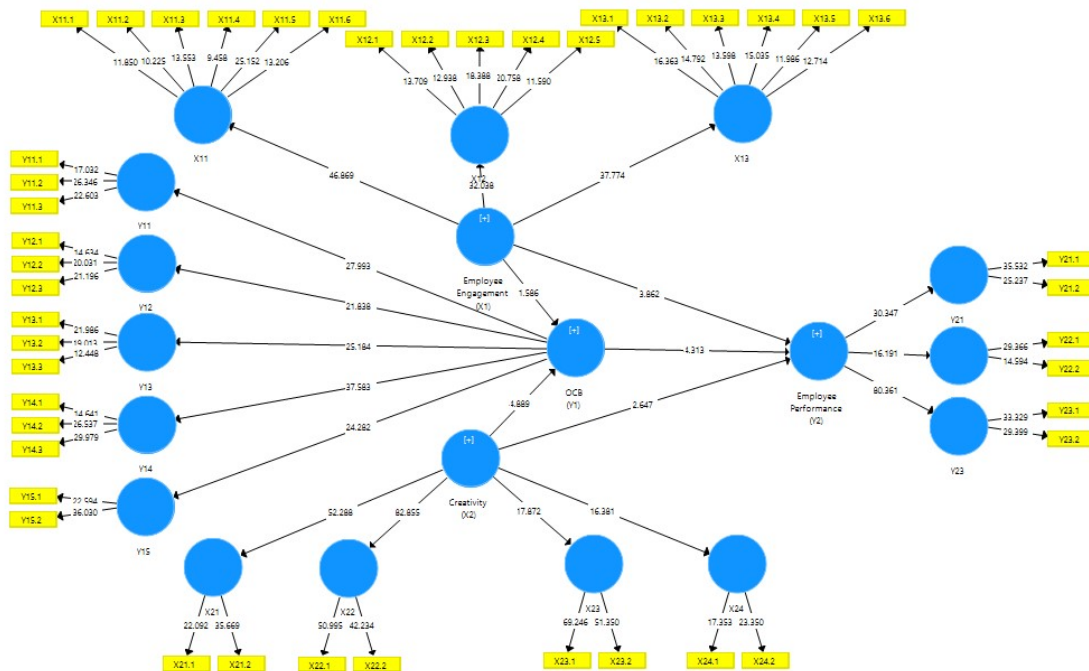 X11.1 X11.2 X11.3 X11.4 X11.5 X11.6
X13.1 X13.2 X13.3 X13.4 X13.5 X13.6
X12.1 X12.2 X12.3 X12.4 X12.5
11.850 10.225 13.553 9.458 25.152 13.206
13.709 12.938 18.388 20.758 11.590
16.363 14.792 13.598 15.035 11.986 12.714
X11
X12
X13
46.869
32.038
37.774
Y11.1
Y11.2
Y11.3
17.032
26.346
22.603
Y11
[+]
Employee
Engagement
(X1)
27.993
1.586
3.862
Y12.1
Y12.2
Y12.3
14.634
20.031
21.196
Y12
21.838
Y13.1
Y13.2
Y13.3
21.986
19.013
12.448
Y13
25.184
[+]
OCB
(Y1)
4.313
[+]
Employee
Performance
(Y2)
30.347
16.191
80.361
35.532
25.237
Y21.1
Y21.2
Y21
29.366
14.594
Y22.1
Y22.2
Y22
33.329
29.399
Y23.1
Y23.2
Y23
Y14.1
Y14.2
Y14.3
14.641
26.537
29.979
Y14
37.583
24.282
4.889
2.647
Y15.1
Y15.2
22.594
36.030
Y15
[+]
Creativity
(X2)
52.288
82.855
17.872
16.381
X21
X22
X23
X24
22.092 35.669
50.995 42.234
69.246 51.350
17.353 23.350
X21.1 X21.2 X22.1 X22.2 X23.1 X23.2 X24.1 X24.2